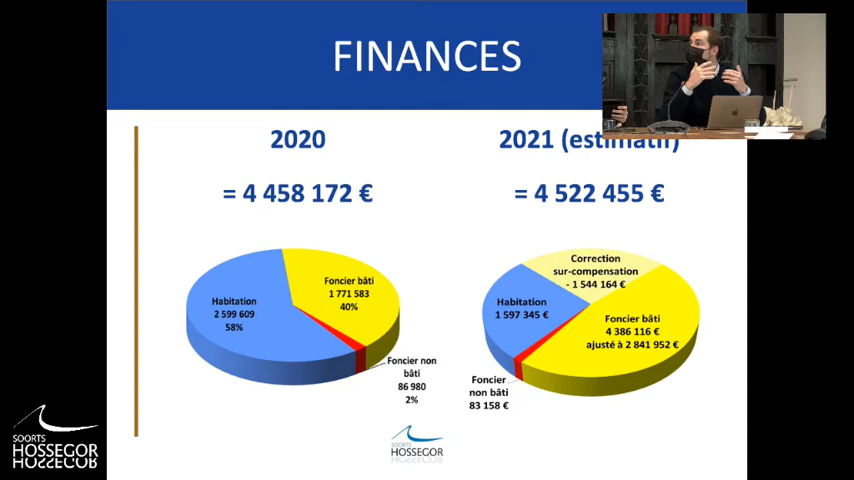 FINANCES
2020
= 4 458 172 €
2021 (estimatif)
= 4 522 455 €
Habitation
2 599 609
58%
Foncier bâti
1 771 583
40%
Foncier non
bâti
86 980
2%
Correction
sur-compensation
- 1 544 164 €
Habitation
1 597 345 €
Foncier bâti
4 386 116 €
ajusté à 2 841 952 €
Foncier
non bâti
83 158 €
SOORTS
HOSSEGOR
SOORTS
HOSSEGOR